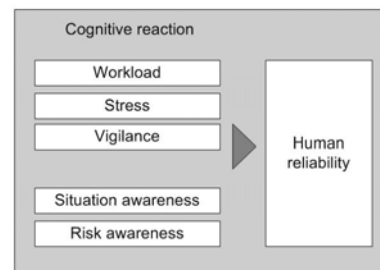 Cognitive reaction
Workload
Stress
Vigilance
Situation awareness
Risk awareness
Human
reliability